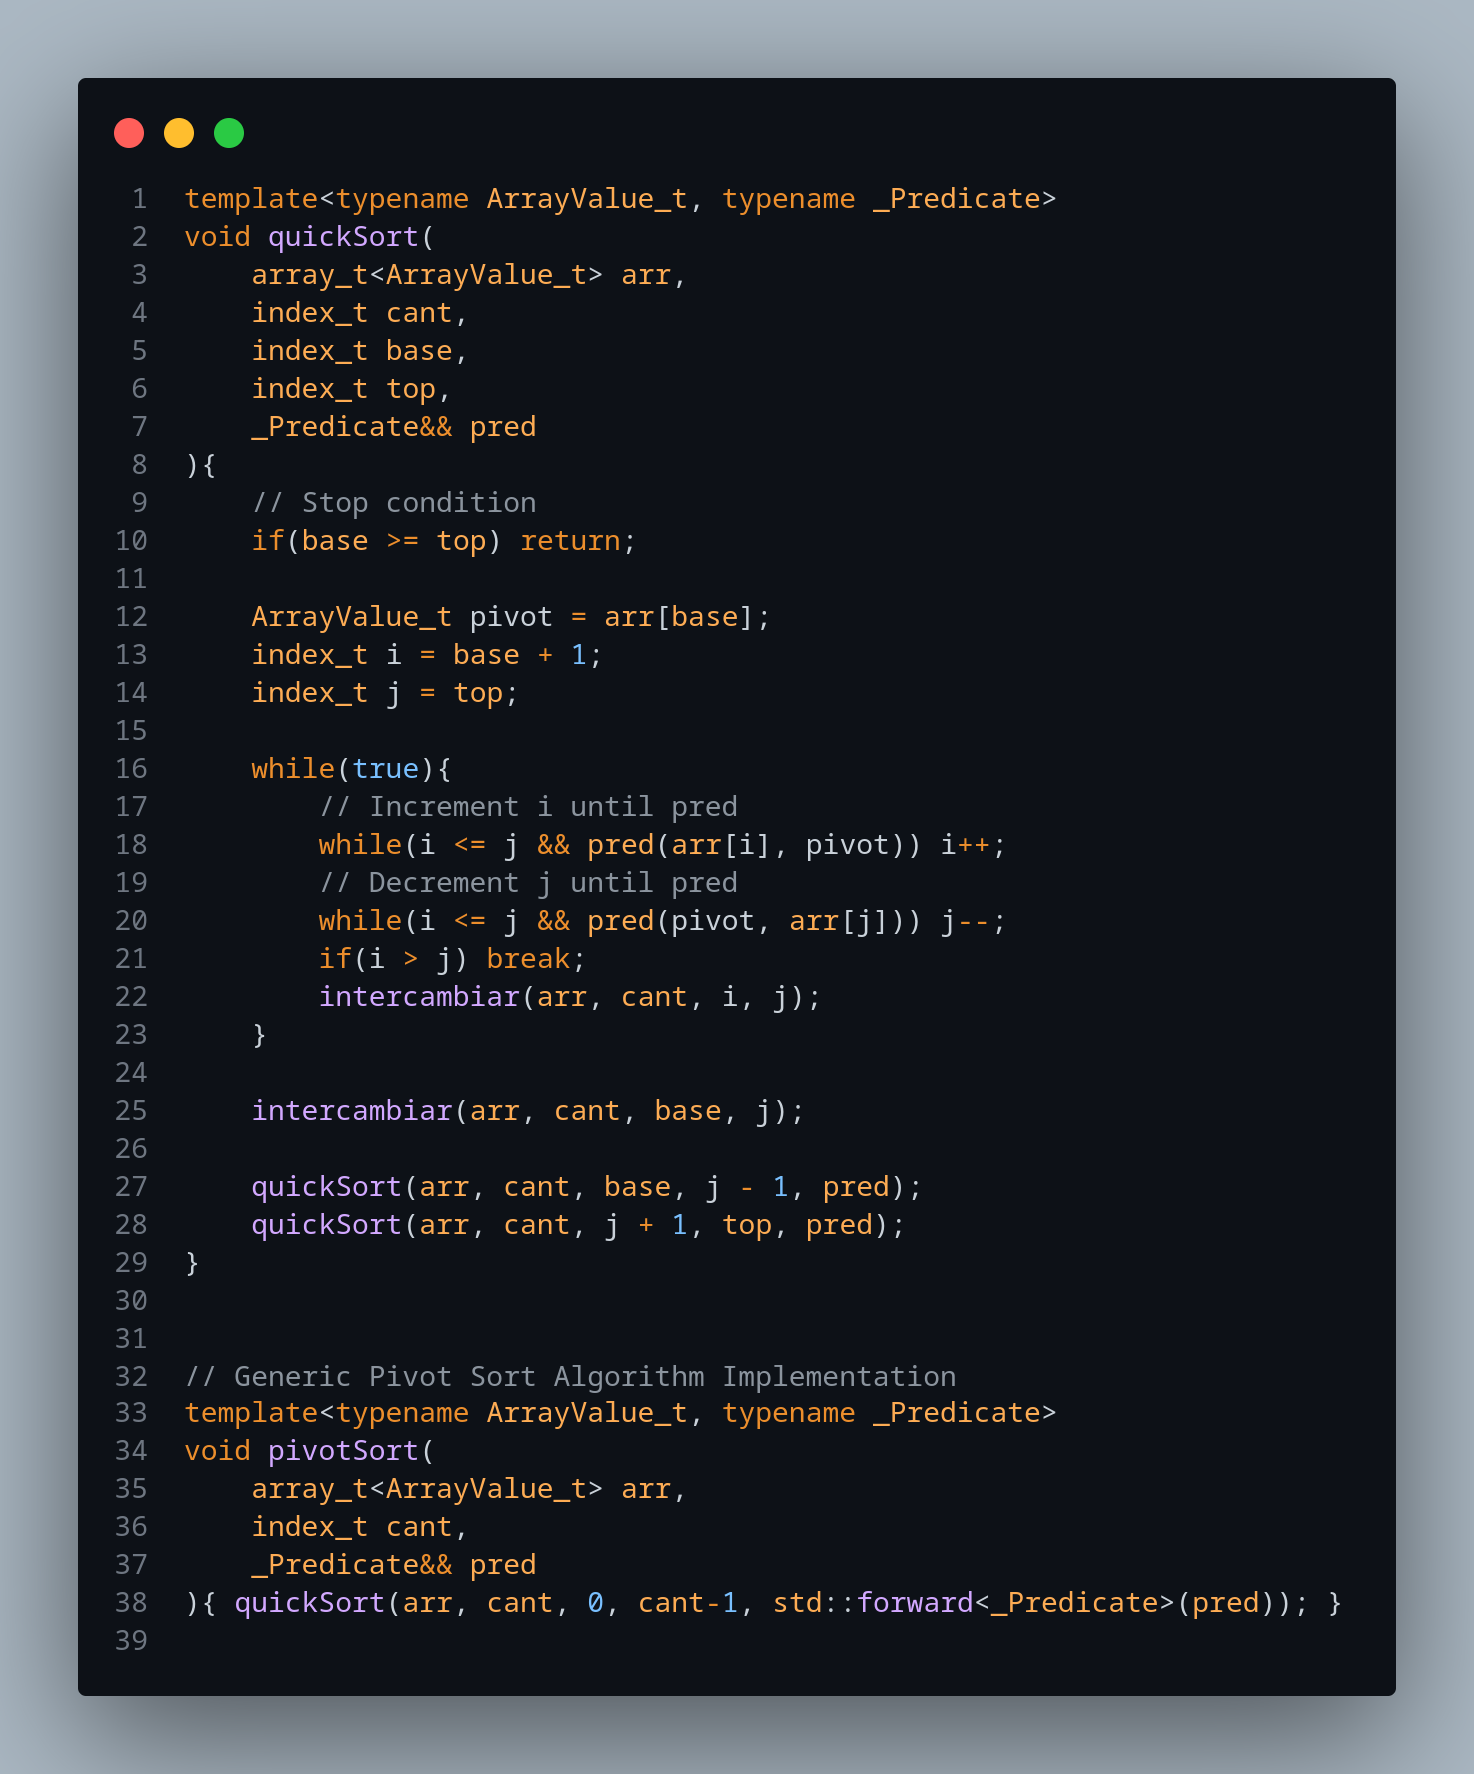 1 template<typename ArrayValue_t, typename _Predicate>
2 void quickSort(
3     array_t<ArrayValue_t> arr,
4     index_t cant,
5     index_t base,
6     index_t top,
7     _Predicate&& pred
8 ){
9     // Stop condition
10     if(base >= top) return;
11
12     ArrayValue_t pivot = arr[base];
13     index_t i = base + 1;
14     index_t j = top;
15
16     while(true){
17         // Increment i until pred
18         while(i <= j && pred(arr[i], pivot)) i++;
19         // Decrement j until pred
20         while(i <= j && pred(pivot, arr[j])) j--;
21         if(i > j) break;
22         intercambiar(arr, cant, i, j);
23     }
24
25     intercambiar(arr, cant, base, j);
26
27     quickSort(arr, cant, base, j - 1, pred);
28     quickSort(arr, cant, j + 1, top, pred);
29 }
30
31
32 // Generic Pivot Sort Algorithm Implementation
33 template<typename ArrayValue_t, typename _Predicate>
34 void pivotSort(
35     array_t<ArrayValue_t> arr,
36     index_t cant,
37     _Predicate&& pred
38 ){ quickSort(arr, cant, 0, cant-1, std::forward<_Predicate>(pred)); }
39